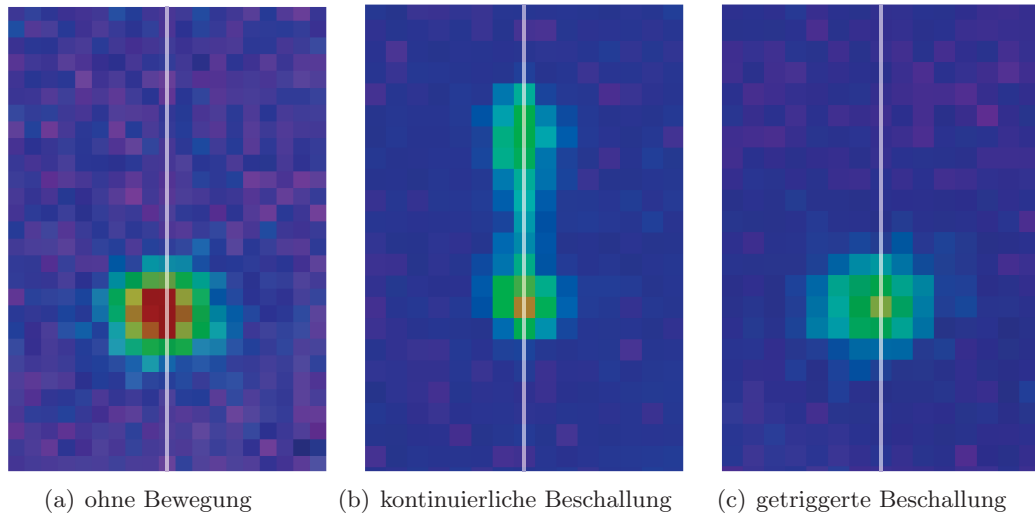 (a) ohne Bewegung
(b) kontinuierliche Beschallung
(c) getriggerte Beschallung